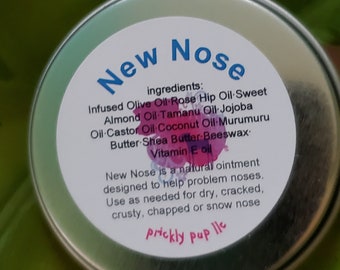 New Nose
ingredients:
Infused Olive Oil·Rose Hip Oil·Sweet
Almond Oil·Tamanu Oil·Jojoba
Oil·Castor Oil·Coconut Oil·Murumuru
Butter·Shea Butter·Beeswax·
Vitamin E oil
New Nose is a natural ointment
designed to help problem noses.
Use as needed for dry, cracked,
crusty, chapped or snow nose
prickly pup llc